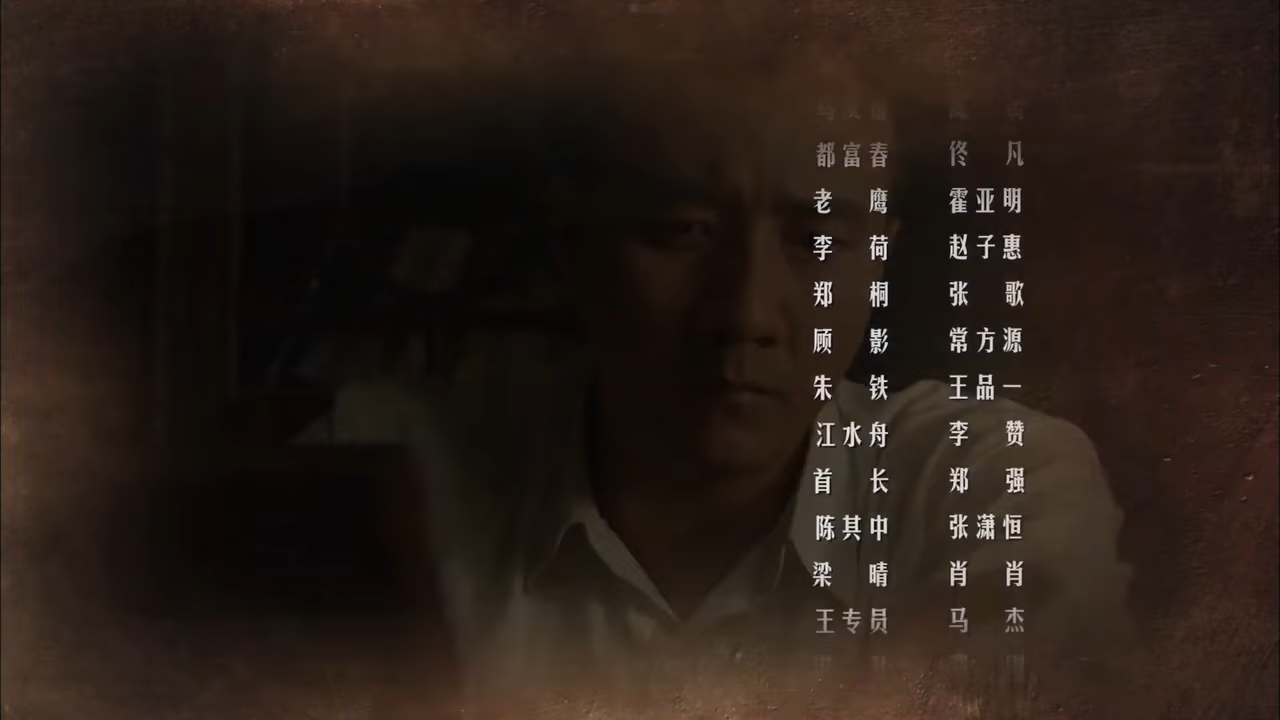 都富春 佟凡
老鹰 霍亚明
李荷 赵子惠
郑桐 张歌
顾影 常方源
朱铁 王品一
江水舟 李赞
首长 郑强
陈其中 张潇恒
梁晴 肖肖
王专员 马杰